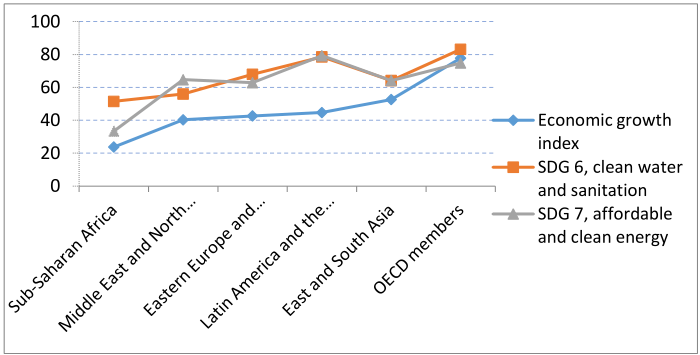 100
80
60
40
20
0
Sub-Saharan Africa
Middle East and North...
Eastern Europe and...
Latin America and the...
East and South Asia
OECD members
Economic growth
index
SDG 6, clean water
and sanitation
SDG 7, affordable
and clean energy